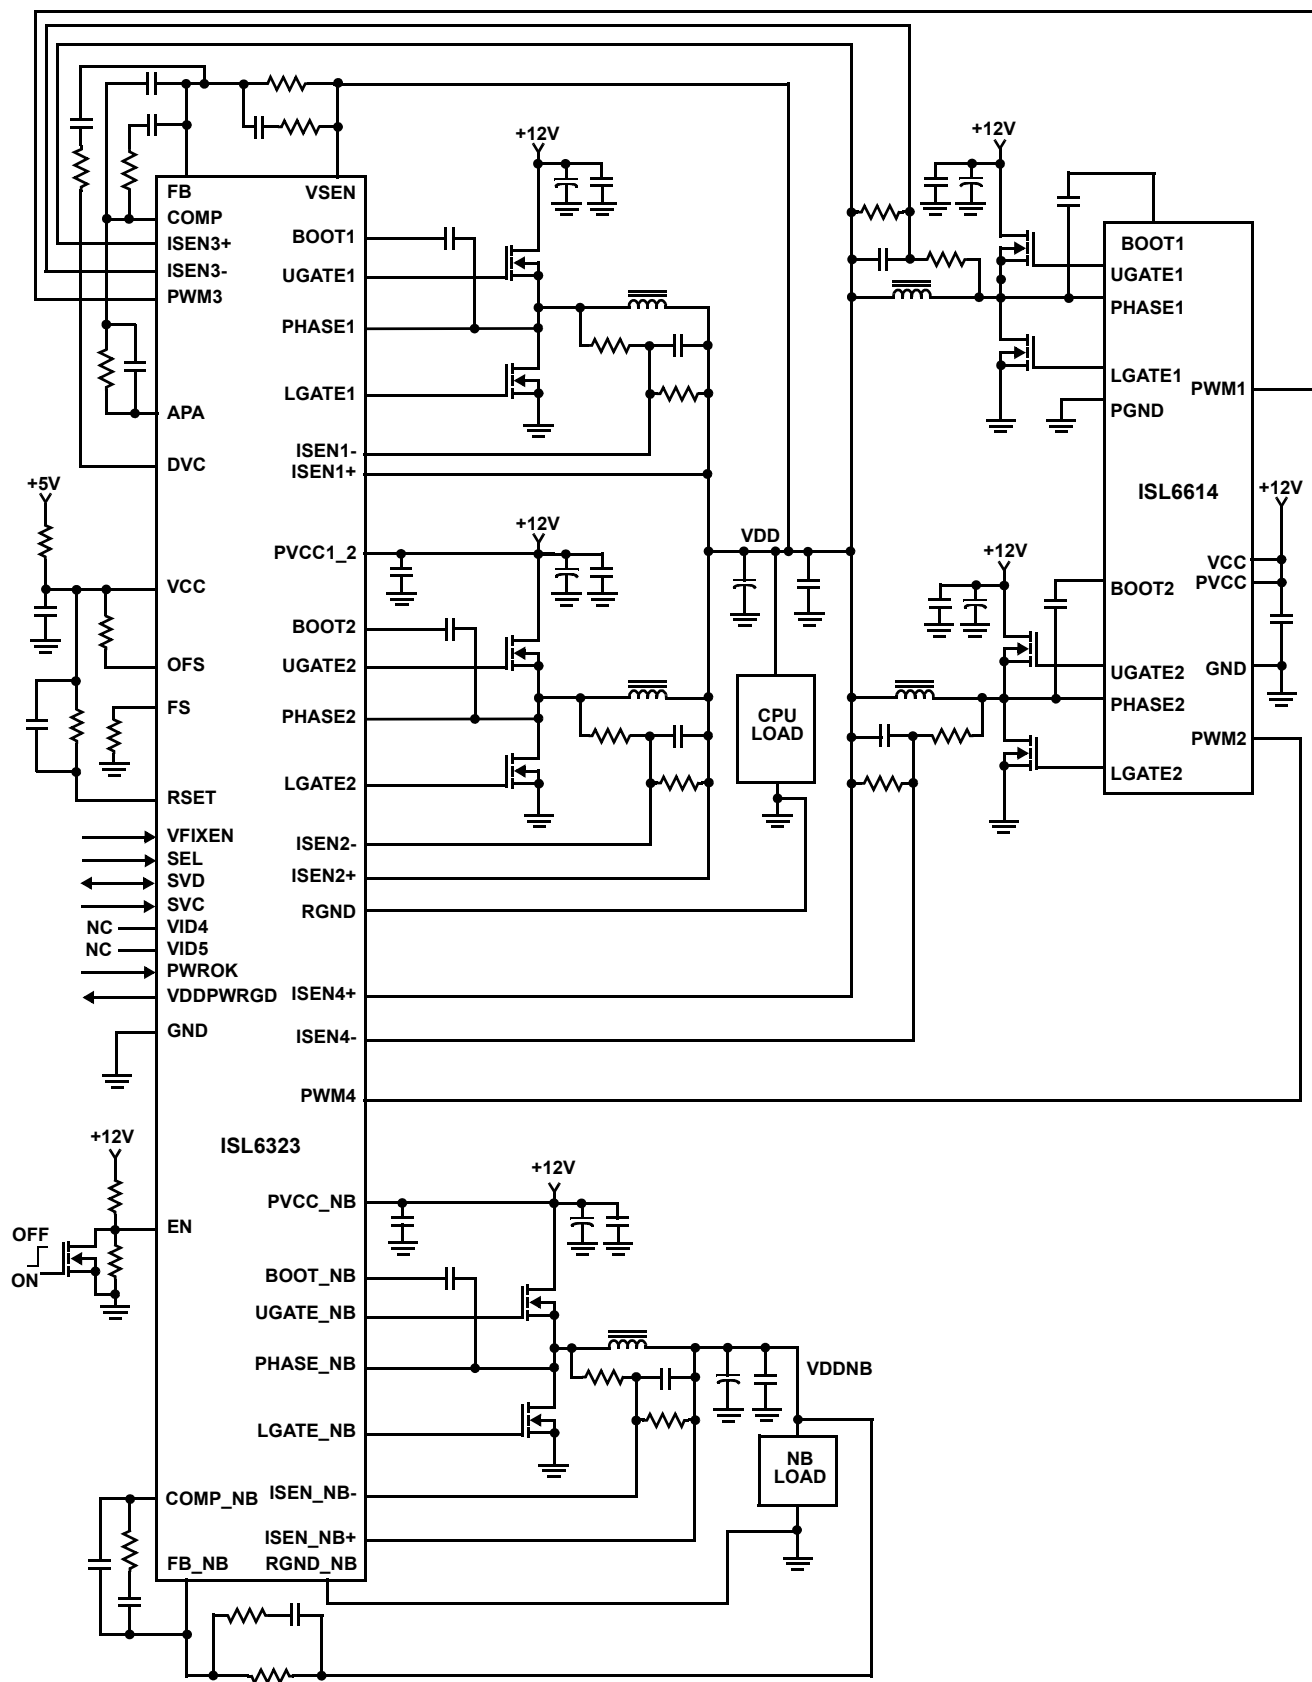 +12V
+12V
FB
VSEN
COMP
ISEN3+
ISEN3-
PWM3
APA
DVC
BOOT1
UGATE1
PHASE1
LGATE1
ISEN1-
ISEN1+
BOOT1
UGATE1
PHASE1
LGATE1
PGND
PWM1
ISL6614
+12V
VCC
PVCC
BOOT2
UGATE2
GND
PHASE2
PWM2
LGATE2
+12V
+5V
+12V
VDD
PVCC1_2
VCC
BOOT2
OFS
UGATE2
FS
PHASE2
CPU
LOAD
LGATE2
RSET
VFIXEN
ISEN2-
SEL
SVD
ISEN2+
SVC
RGND
NC
VID4
NC
VID5
PWROK
VDDPWRGD
ISEN4+
GND
ISEN4-
PWM4
+12V
ISL6323
+12V
PVCC_NB
EN
OFF
ON
BOOT_NB
UGATE_NB
PHASE_NB
VDDNB
LGATE_NB
NB
LOAD
COMP_NB
ISEN_NB-
ISEN_NB+
FB_NB
RGND_NB